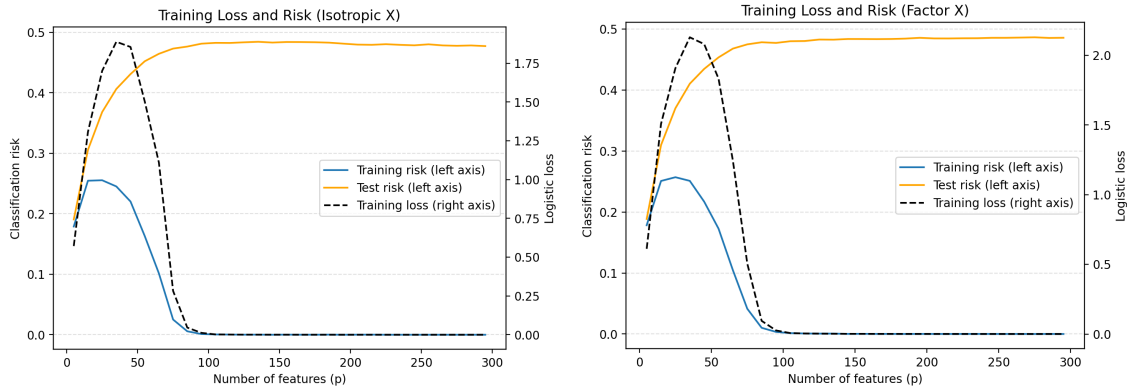 Training Loss and Risk (Isotropic X)
Classification risk
0.5
0.4
0.3
0.2
0.1
0.0
0 50 100 150 200 250 300
Number of features (p)
Training risk (left axis)
Test risk (left axis)
Training loss (right axis)
1.75
1.50
1.25
1.00
0.75
0.50
0.25
0.00
Logistic loss
Training Loss and Risk (Factor X)
Classification risk
0.5
0.4
0.3
0.2
0.1
0.0
0 50 100 150 200 250 300
Number of features (p)
Training risk (left axis)
Test risk (left axis)
Training loss (right axis)
2.0
1.5
1.0
0.5
0.0
Logistic loss